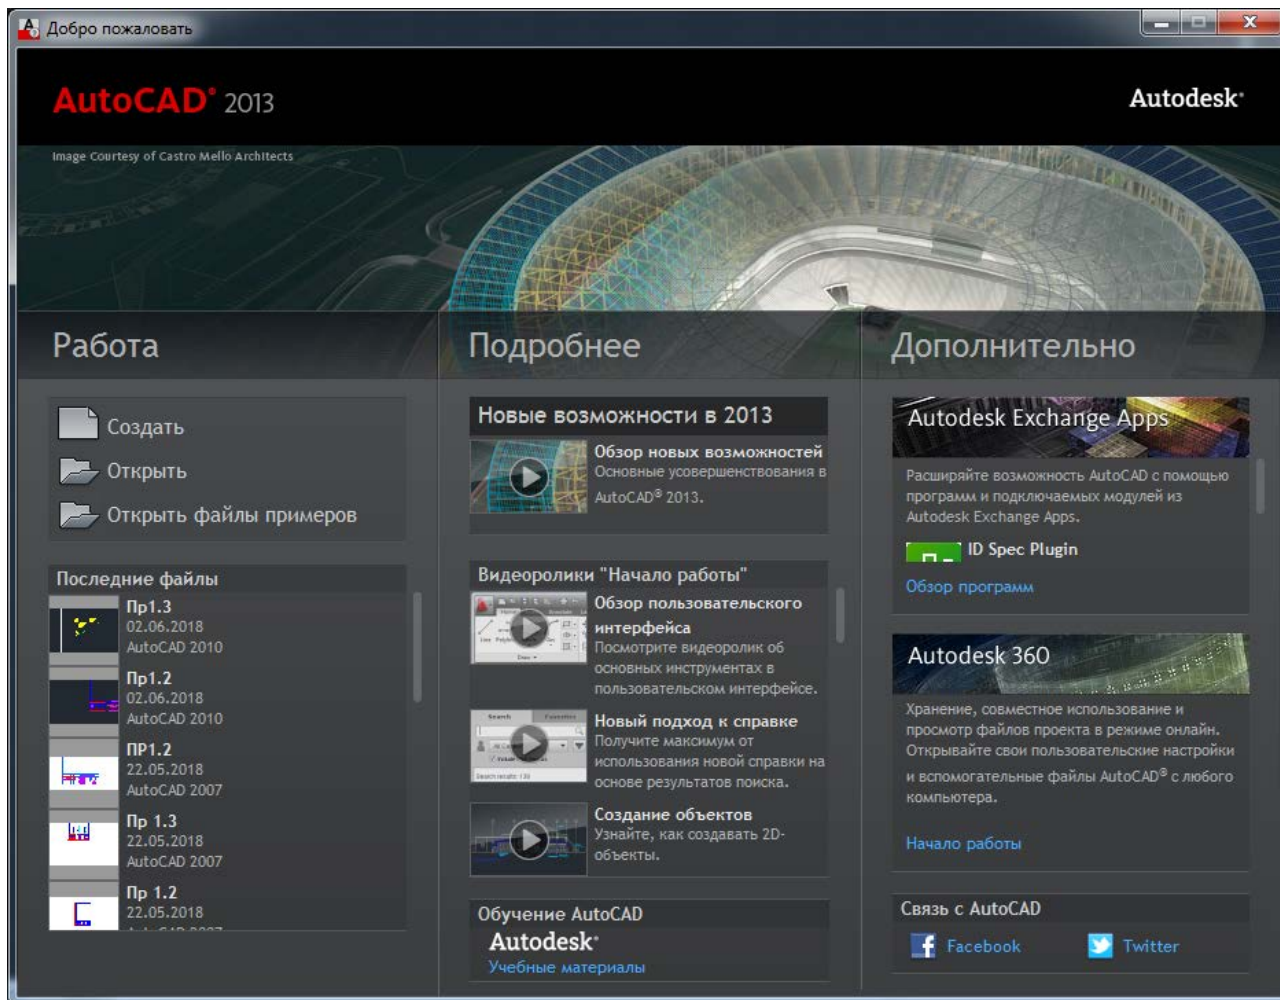 Добро пожаловать
AutoCAD® 2013
Autodesk®
Image Courtesy of Castro Mello Architects
Работа
Создать
Открыть
Открыть файлы примеров
Последние файлы
Пр1.3
02.06.2018
AutoCAD 2010
Пр1.2
02.06.2018
AutoCAD 2010
ПР1.2
22.05.2018
AutoCAD 2007
Пр 1.3
22.05.2018
AutoCAD 2007
Пр 1.2
22.05.2018
Подробнее
Новые возможности в 2013
Обзор новых возможностей
Основные усовершенствования в
AutoCAD® 2013.
Видеоролики "Начало работы"
Обзор пользовательского
интерфейса
Посмотрите видеоролик об
основных инструментах в
пользовательском интерфейсе.
Search
Новый подход к справке
Получите максимум от
использования новой справки на
основе результатов поиска.
Создание объектов
Узнайте, как создавать 2D-
объекты.
Обучение AutoCAD
Autodesk®
Учебные материалы
Дополнительно
Autodesk Exchange Apps
Расширяйте возможность AutoCAD с помощью
программ и подключаемых модулей из
Autodesk Exchange Apps.
ID Spec Plugin
Обзор программ
Autodesk 360
Хранение, совместное использование и
просмотр файлов проекта в режиме онлайн.
Открывайте свои пользовательские настройки
и вспомогательные файлы AutoCAD® с любого
компьютера.
Начало работы
Связь с AutoCAD
Facebook
Twitter